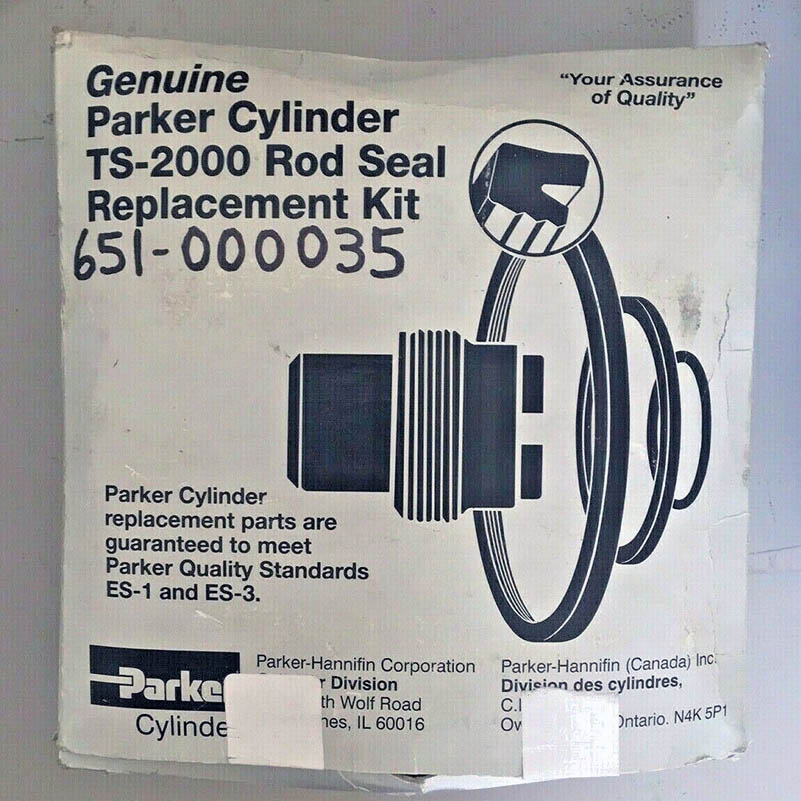 Genuine
Parker Cylinder
TS-2000 Rod Seal
Replacement Kit
651-000035
"Your Assurance
of Quality"
Parker Cylinder
replacement parts are
guaranteed to meet
Parker Quality Standards
ES-1 and ES-3.
Parker-Hannifin Corporation
Division
Wolf Road
IL 60016
Parker-Hannifin (Canada) Inc.
Division des cylindres,
Ontario. N4K 5P1